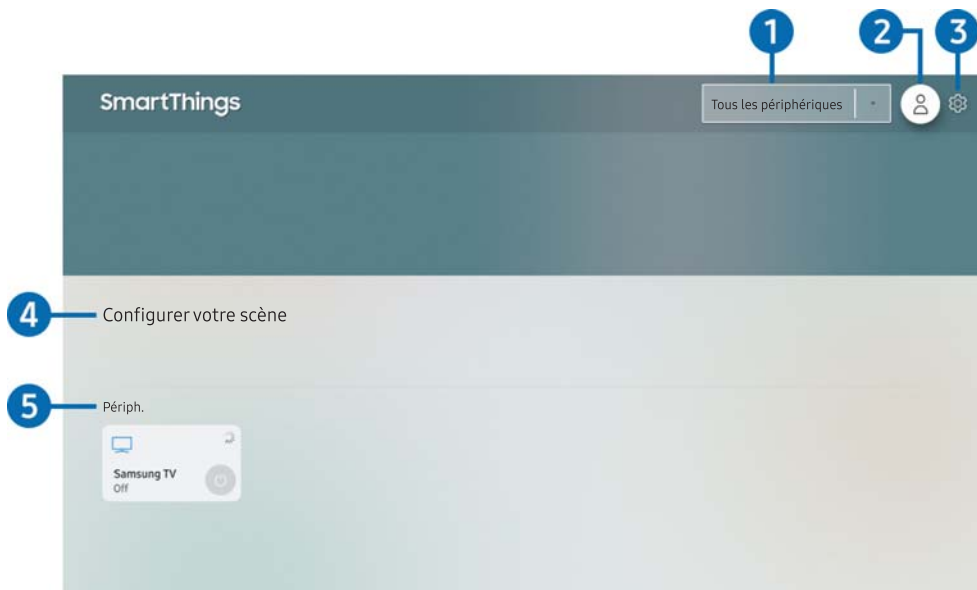 1 2 3
SmartThings
Tous les périphériques
4 Configurer votre scène
5 Périph.
Samsung TV
Off